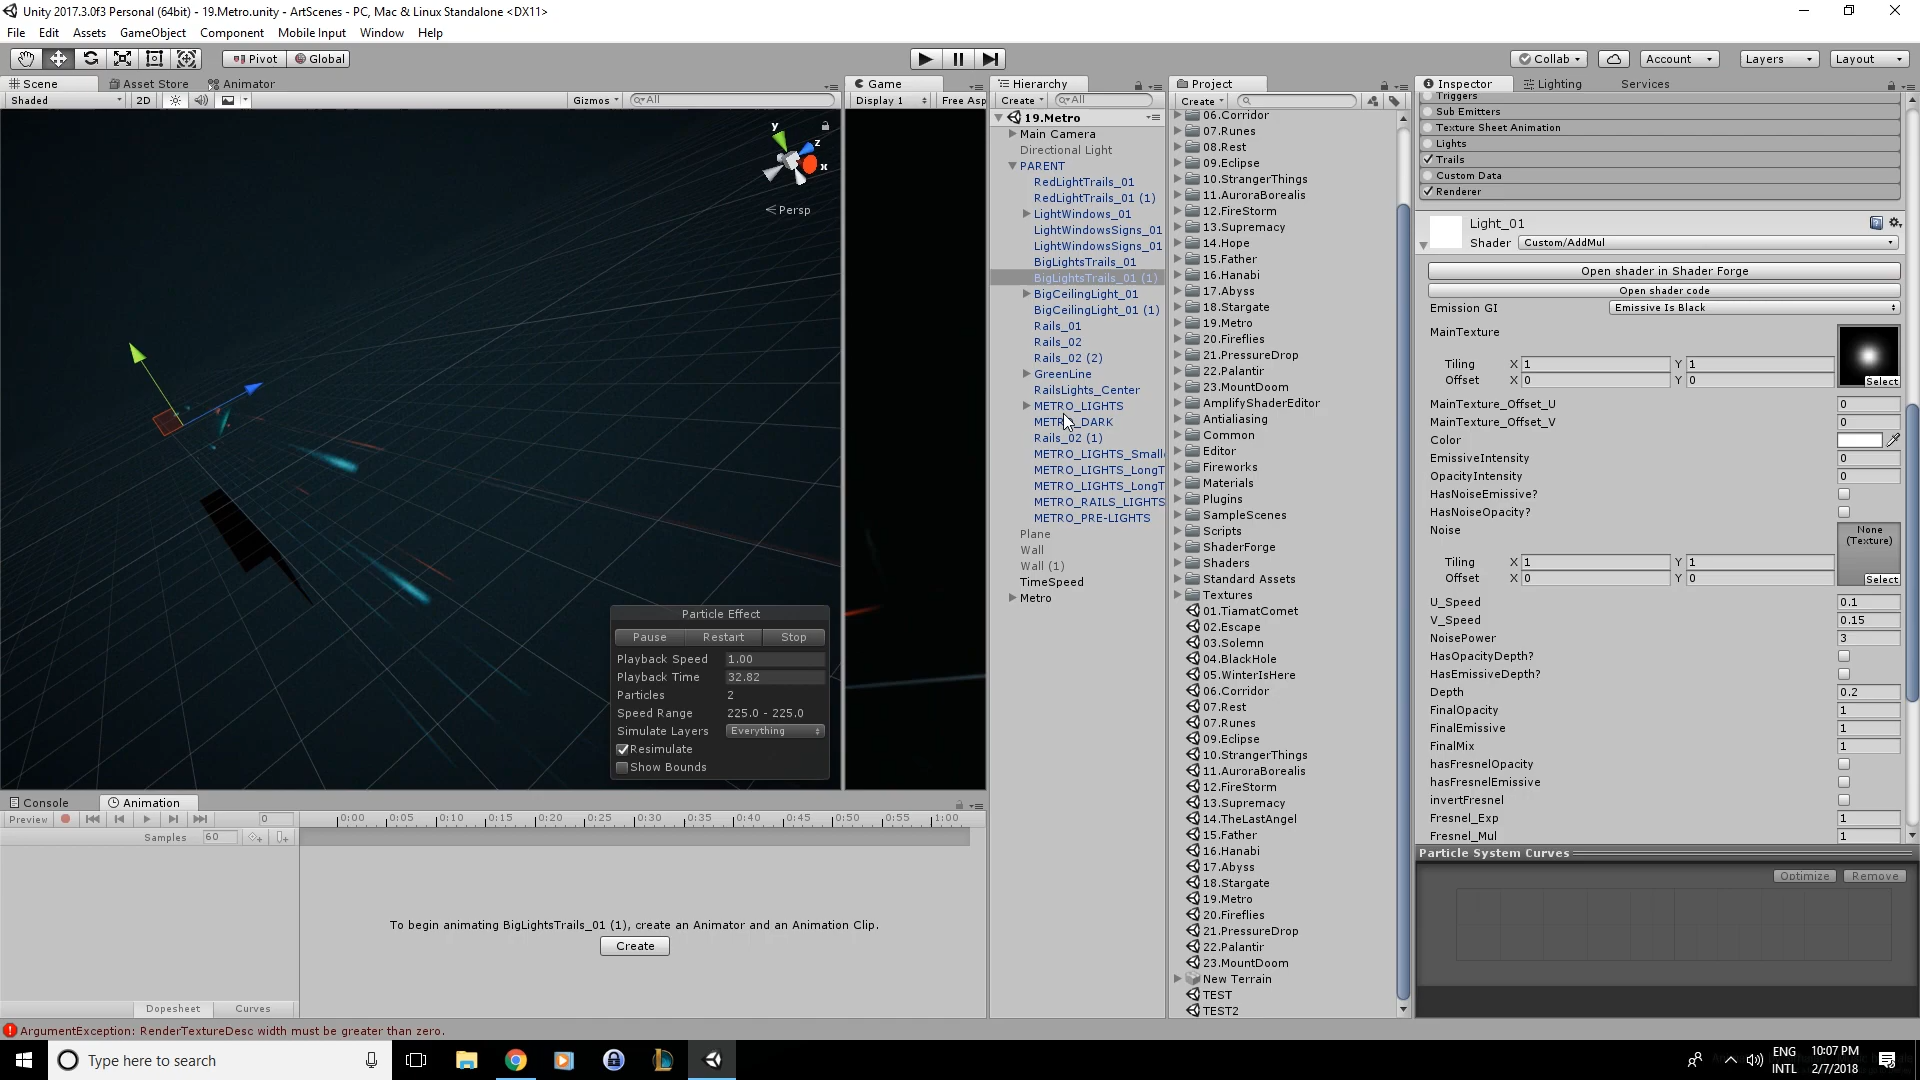 Unity 2017.3.0f3 Personal (64bit) - 19.Metro.unity - ArtScenes - PC, Mac & Linux Standalone <DX11>
File Edit Assets GameObject Component Mobile Input Window Help
Pivot Global
Collab Account Layers Layout
Scene Asset Store Animator
Shaded 2D Gizmos All
y
z
x
Persp
Particle Effect
Pause Restart Stop
Playback Speed 1.00
Playback Time 32.82
Particles 2
Speed Range 225.0 - 225.0
Simulate Layers Everything
Resimulate
Show Bounds
Game
Display 1 Free Asp
Hierarchy
Create All
19.Metro
Main Camera
Directional Light
PARENT
RedLightTrails_01
RedLightTrails_01 (1)
LightWindows_01
LightWindowsSigns_01
LightWindowsSigns_01
BigLightsTrails_01
BigLightsTrails_01 (1)
BigCeilingLight_01
BigCeilingLight_01 (1)
Rails_01
Rails_02
Rails_02 (2)
GreenLine
RailsLights_Center
METRO_LIGHTS
METRO_DARK
Rails_02 (1)
METRO_LIGHTS_Small
METRO_LIGHTS_LongT
METRO_LIGHTS_LongT
METRO_RAILS_LIGHTS
METRO_PRE-LIGHTS
Plane
Wall
Wall (1)
TimeSpeed
Metro
Project
Create
06.Corridor
07.Runes
08.Rest
09.Eclipse
10.StrangerThings
11.AuroraBorealis
12.FireStorm
13.Supremacy
14.Hope
15.Father
16.Hanabi
17.Abyss
18.Stargate
19.Metro
20.Fireflies
21.PressureDrop
22.Palantir
23.MountDoom
AmplifyShaderEditor
Antialiasing
Common
Editor
Fireworks
Materials
Plugins
SampleScenes
Scripts
ShaderForge
Shaders
Standard Assets
Textures
01.TiamatComet
02.Escape
03.Solemn
04.BlackHole
05.WinterIsHere
06.Corridor
07.Rest
07.Runes
09.Eclipse
10.StrangerThings
11.AuroraBorealis
12.FireStorm
13.Supremacy
14.TheLastAngel
15.Father
16.Hanabi
17.Abyss
18.Stargate
19.Metro
20.Fireflies
21.PressureDrop
22.Palantir
23.MountDoom
New Terrain
TEST
TEST2
Inspector Lighting Services
Triggers
Sub Emitters
Texture Sheet Animation
Lights
Trails
Custom Data
Renderer
Light_01
Shader Custom/AddMul
Open shader in Shader Forge
Open shader code
Emission GI Emissive Is Black
MainTexture
Tiling X 1 Y 1
Offset X 0 Y 0
Select
MainTexture_Offset_U 0
MainTexture_Offset_V 0
Color
EmissiveIntensity 0
OpacityIntensity 0
HasNoiseEmissive?
HasNoiseOpacity?
Noise
None
(Texture)
Tiling X 1 Y 1
Offset X 0 Y 0
Select
U_Speed 0.1
V_Speed 0.15
NoisePower 3
HasOpacityDepth?
HasEmissiveDepth?
Depth 0.2
FinalOpacity 1
FinalEmissive 1
FinalMix 1
hasFresnelOpacity
hasFresnelEmissive
invertFresnel
Fresnel_Exp 1
Fresnel_Mul 1
Particle System Curves
Optimize Remove
Console Animation
Preview 0
0:00 0:05 0:10 0:15 0:20 0:25 0:30 0:35 0:40 0:45 0:50 0:55 1:00
Samples 60
To begin animating BigLightsTrails_01 (1), create an Animator and an Animation Clip.
Create
Dopesheet Curves
ArgumentException: RenderTextureDesc width must be greater than zero.
Type here to search
ENG
INTL
10:07 PM
2/7/2018